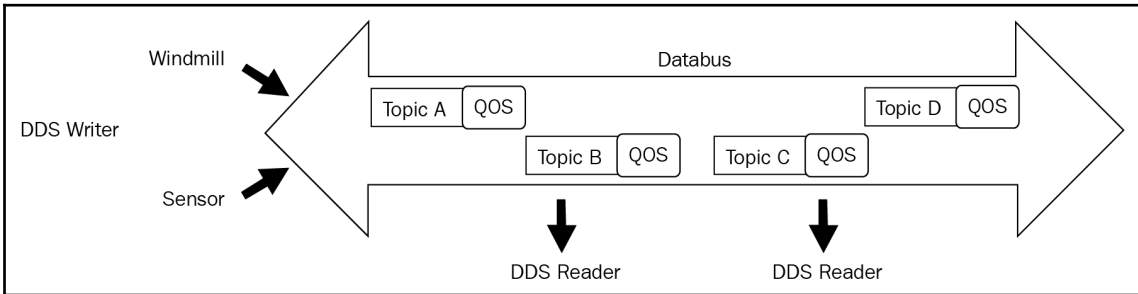 Windmill
Databus
Topic A QOS
Topic D QOS
DDS Writer
Topic B QOS
Topic C QOS
Sensor
DDS Reader
DDS Reader